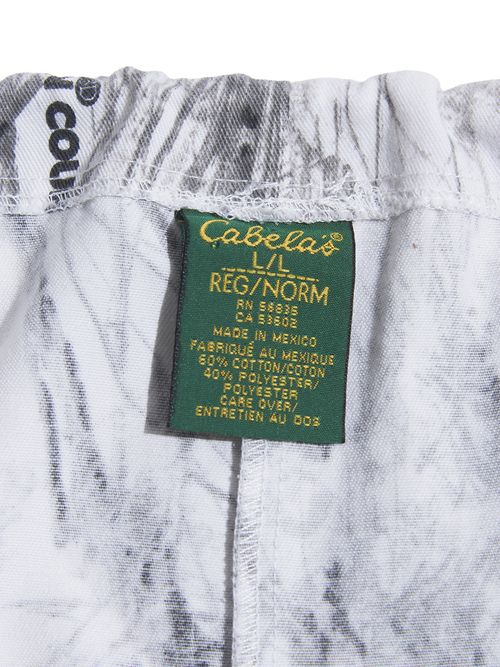 ® cou
Cabela's®
L/L
REG/NORM
RN 56835
CA 53602
MADE IN MEXICO
FABRIQUÉ AU MEXIQUE
60% COTTON/COTON
40% POLYESTER/
POLYESTER
CARE OVER/
ENTRETIEN AU DOS